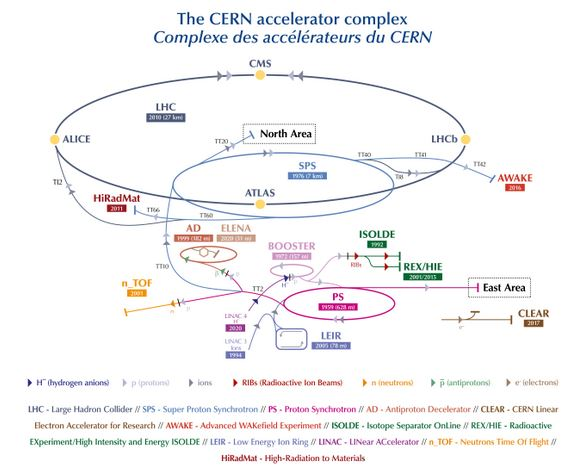 The CERN accelerator complex
Complexe des accélérateurs du CERN
CMS
LHC
2010 (27 km)
North Area
TT20
ALICE
LHCb
TT40
TT41
SPS
1976 (7 km)
TT42
TI8
TI2
AWAKE
2016
ATLAS
HiRadMat
2011
TT66
TT60
AD
1999 (182 m)
ELENA
2020 (31 m)
ISOLDE
1992
BOOSTER
1972 (157 m)
RIBs
REX/HIE
2001/2015
TT10
p
p
n_TOF
2001
TT2
H⁻
East Area
PS
1959 (628 m)
n
p
LINAC 4
H⁻
2020
CLEAR
2017
e⁻
LINAC 3
Ions
1994
LEIR
2005 (78 m)
H⁻ (hydrogen anions)
p (protons)
ions
RIBs (Radioactive Ion Beams)
n (neutrons)
p̅ (antiprotons)
e⁻ (electrons)
LHC - Large Hadron Collider // SPS - Super Proton Synchrotron // PS - Proton Synchrotron // AD - Antiproton Decelerator // CLEAR - CERN Linear
Electron Accelerator for Research // AWAKE - Advanced WAKefield Experiment // ISOLDE - Isotope Separator OnLine // REX/HIE - Radioactive
EXperiment/High Intensity and Energy ISOLDE // LEIR - Low Energy Ion Ring // LINAC - LINear ACcelerator // n_TOF - Neutrons Time Of Flight //
HiRadMat - High-Radiation to Materials